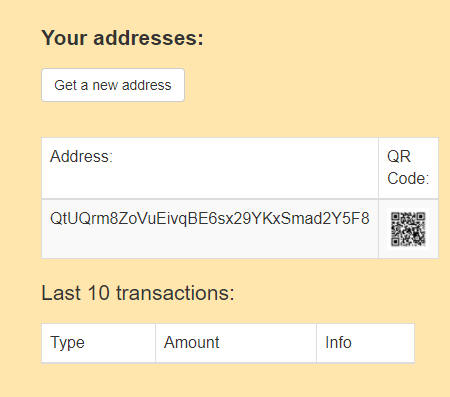 Your addresses:
Get a new address
Address:
QR
Code:
QtUQrm8ZoVuEivqBE6sx29YKxSmad2Y5F8
Last 10 transactions:
Type Amount Info